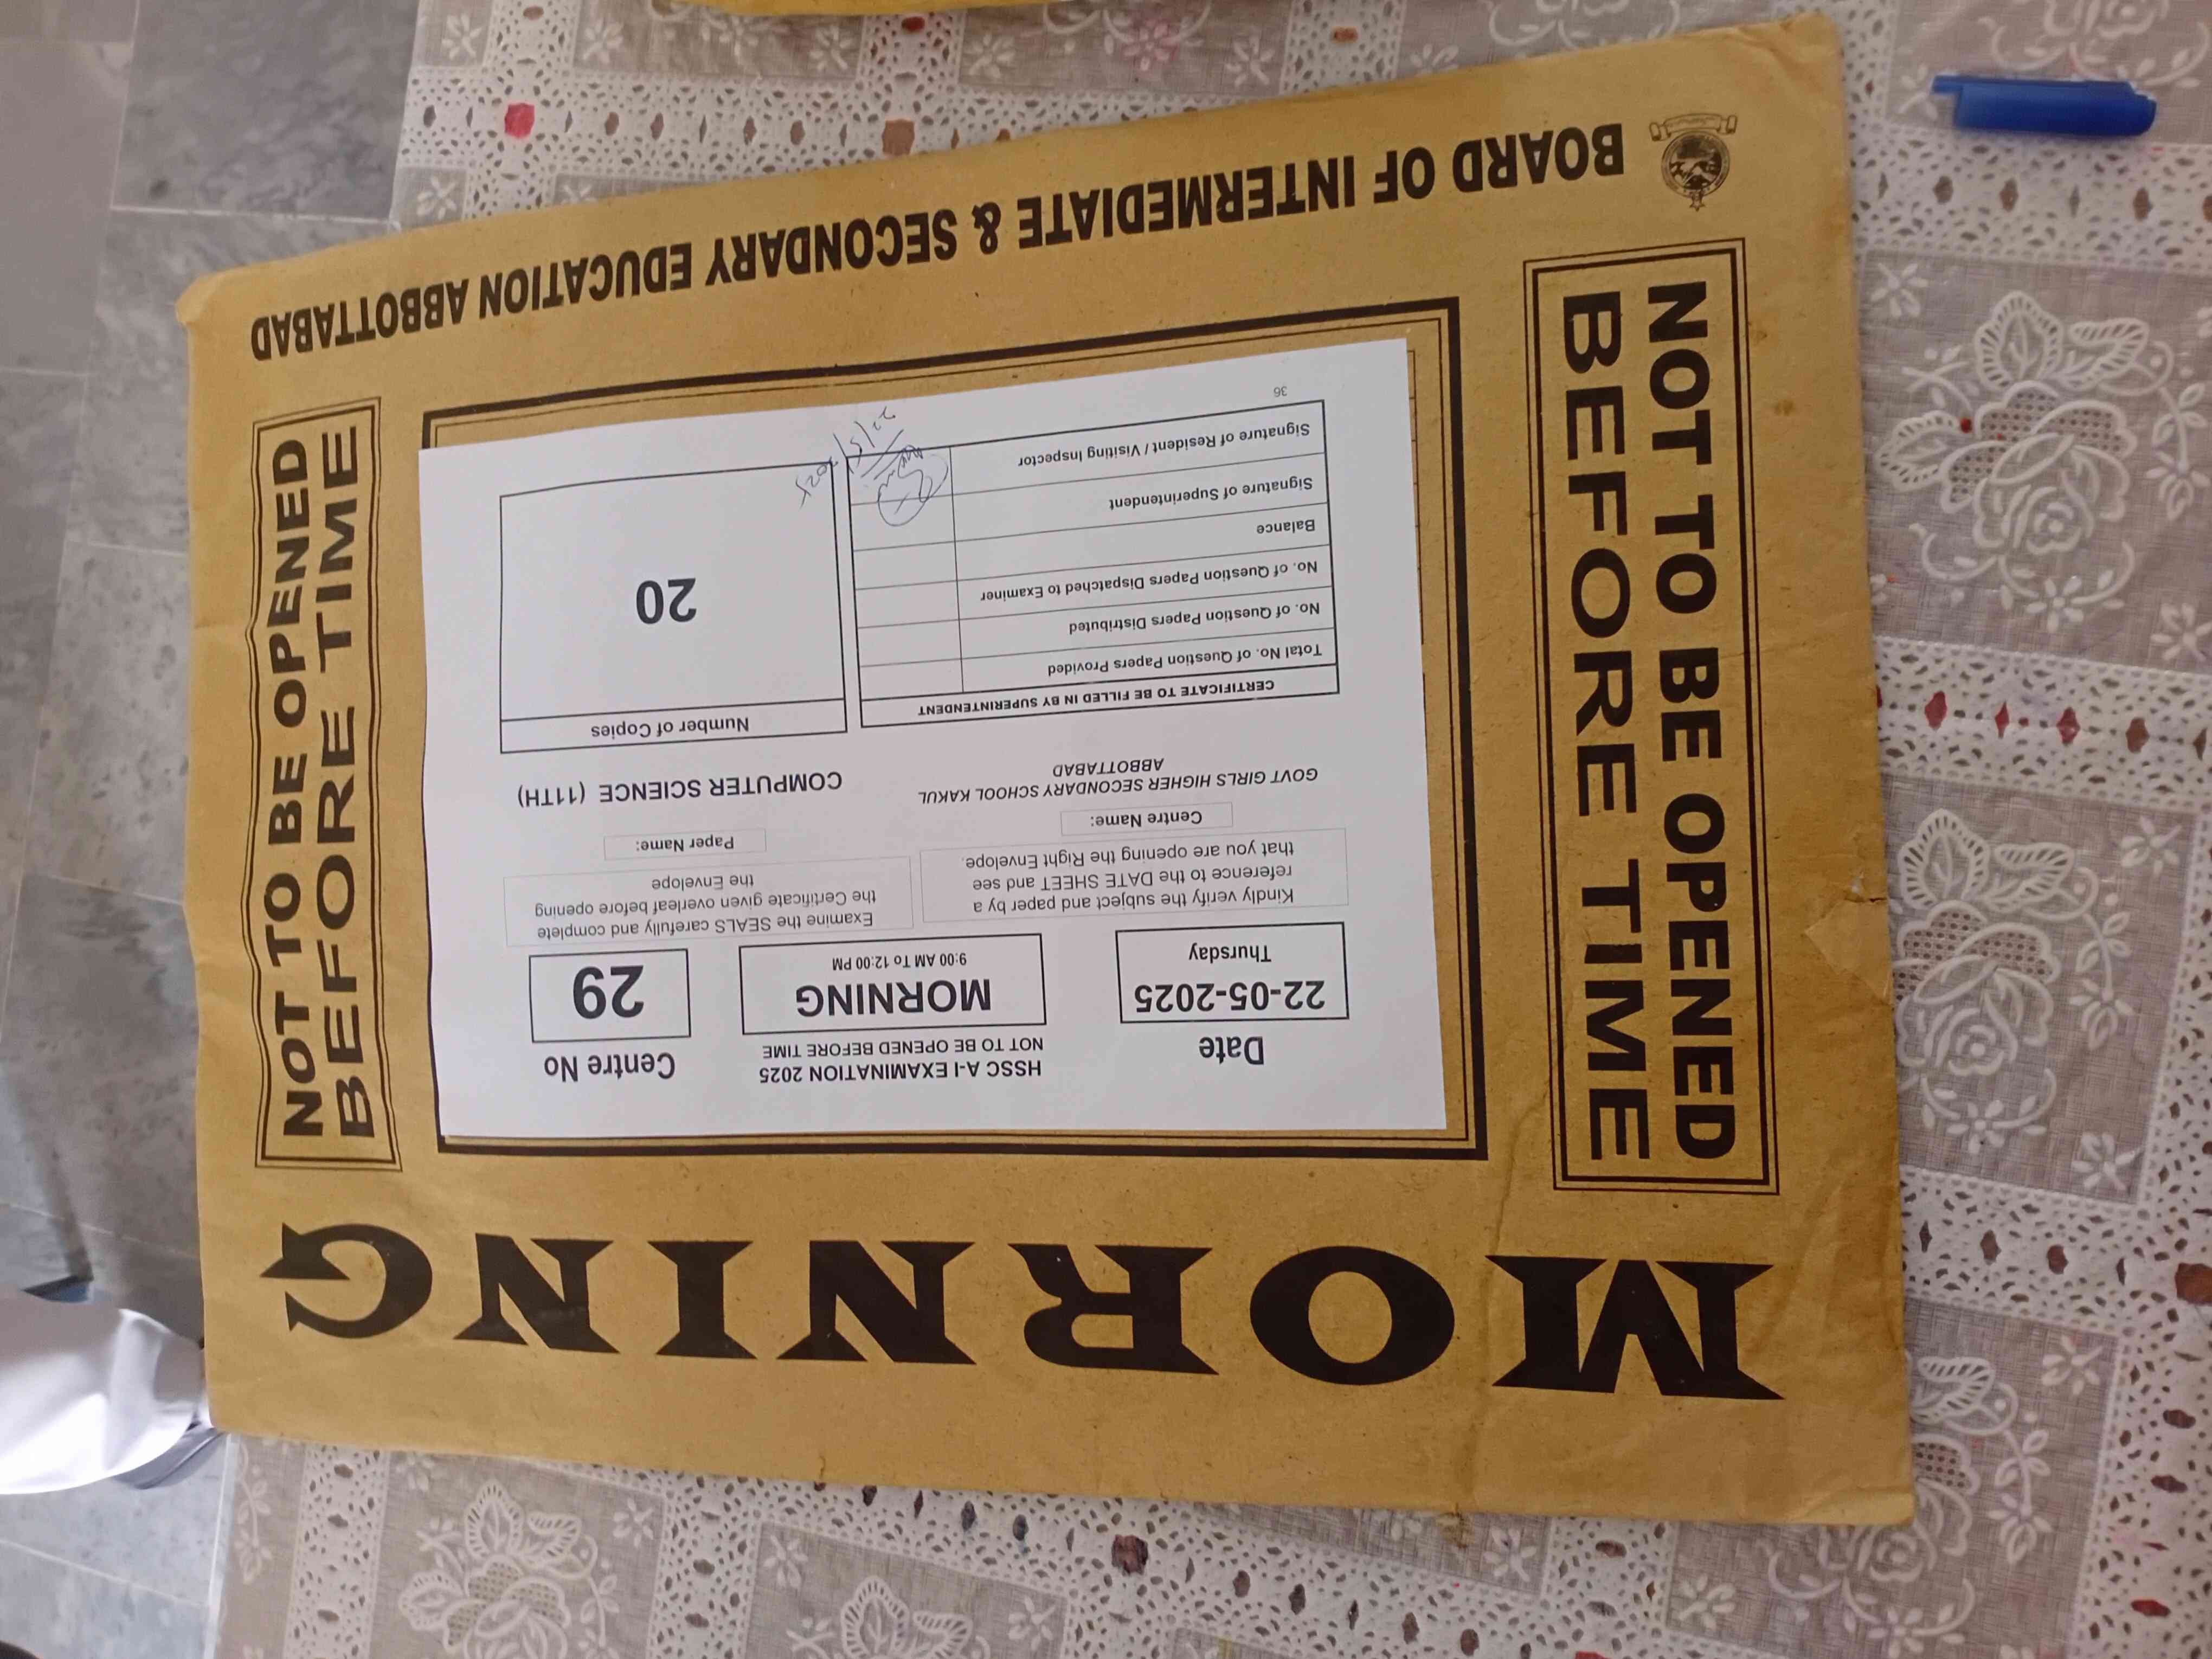 BOARD OF INTERMEDIATE & SECONDARY EDUCATION ABBOTTABAD
NOT TO BE OPENED
BEFORE TIME
MORNING
NOT TO BE OPENED
BEFORE TIME
HSSC A-I EXAMINATION 2025
NOT TO BE OPENED BEFORE TIME
Date
22-05-2025
Thursday
MORNING
9:00 AM To 12:00 PM
Centre No
29
Kindly verify the subject and paper by a
reference to the DATE SHEET and see
that you are opening the Right Envelope.
Examine the SEALS carefully and complete
the Certificate given overleaf before opening
the Envelope
Centre Name:
GOVT GIRLS HIGHER SECONDARY SCHOOL KAKUL
ABBOTTABAD
Paper Name:
COMPUTER SCIENCE (11TH)
CERTIFICATE TO BE FILLED IN BY SUPERINTENDENT
Total No. of Question Papers Provided
No. of Question Papers Distributed
No. of Question Papers Dispatched to Examiner
Balance
Signature of Superintendent
Signature of Resident / Visiting Inspector
22/5/2025
36
Number of Copies
20